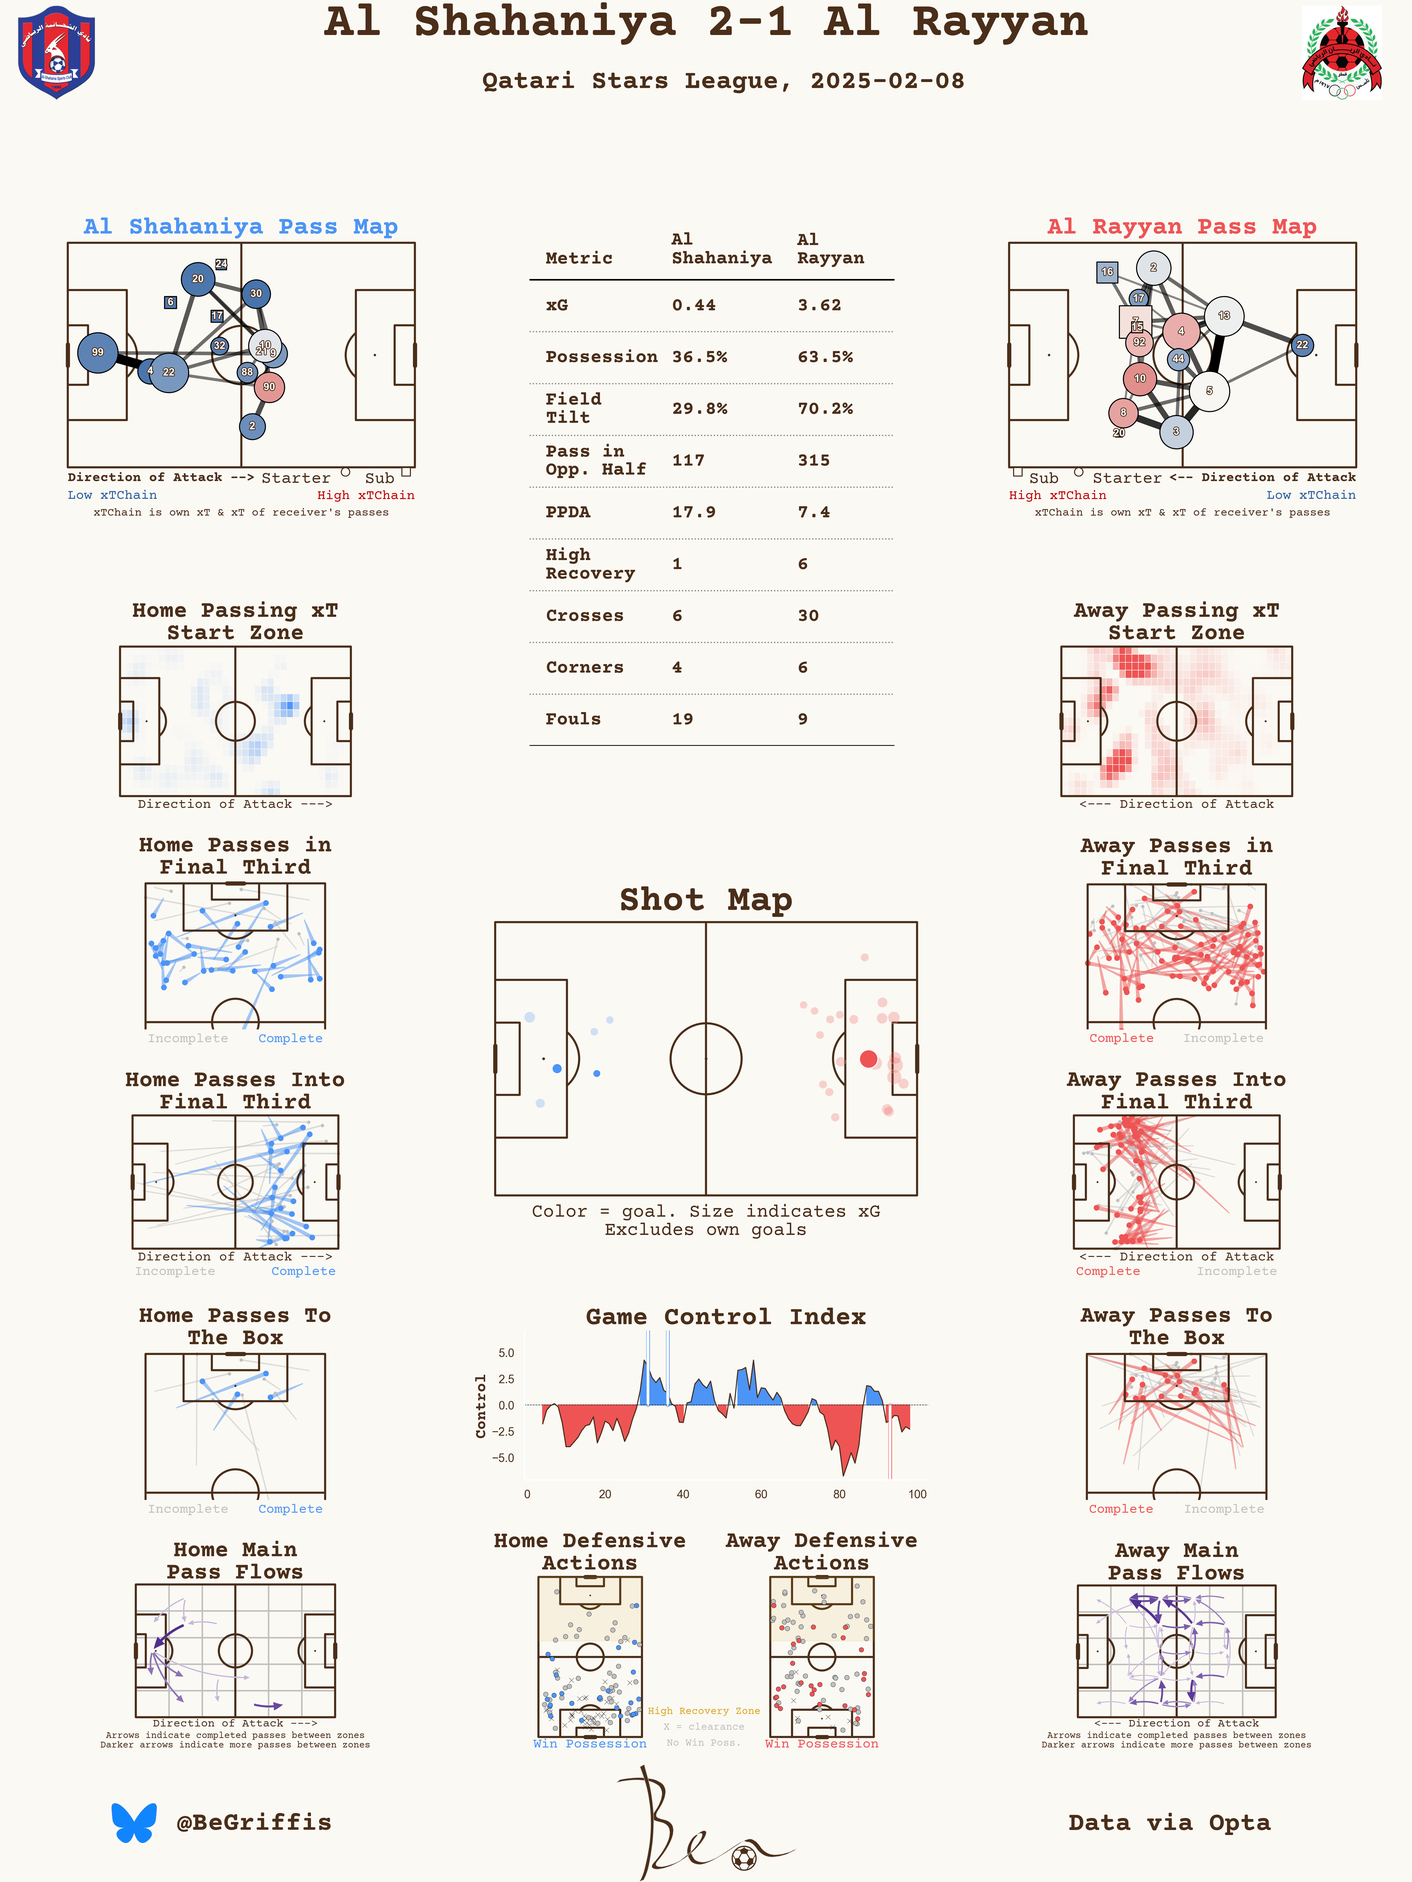 Al Shahaniya 2-1 Al Rayyan
Qatari Stars League, 2025-02-08
Al Shahaniya Pass Map
99
4
22
20
24
6
17
30
32
10
21
9
88
90
2
Direction of Attack --> Starter Sub
Low xTChain High xTChain
xTChain is own xT & xT of receiver's passes
Metric Al Shahaniya Al Rayyan
xG 0.44 3.62
Possession 36.5% 63.5%
Field Tilt 29.8% 70.2%
Pass in Opp. Half 117 315
PPDA 17.9 7.4
High Recovery 1 6
Crosses 6 30
Corners 4 6
Fouls 19 9
Al Rayyan Pass Map
16
2
17
7
15
92
4
13
44
22
10
5
8
20
3
Sub Starter <-- Direction of Attack
High xTChain Low xTChain
xTChain is own xT & xT of receiver's passes
Home Passing xT
Start Zone
Direction of Attack --->
Away Passing xT
Start Zone
<--- Direction of Attack
Home Passes in
Final Third
Incomplete Complete
Away Passes in
Final Third
Complete Incomplete
Shot Map
Color = goal. Size indicates xG
Excludes own goals
Home Passes Into
Final Third
Direction of Attack --->
Incomplete Complete
Away Passes Into
Final Third
<--- Direction of Attack
Complete Incomplete
Home Passes To
The Box
Incomplete Complete
Game Control Index
Control
5.0
2.5
0.0
−2.5
−5.0
0 20 40 60 80 100
Away Passes To
The Box
Complete Incomplete
Home Main
Pass Flows
Direction of Attack --->
Arrows indicate completed passes between zones
Darker arrows indicate more passes between zones
Home Defensive
Actions
Win Possession
Away Defensive
Actions
Win Possession
High Recovery Zone
X = clearance
No Win Poss.
Away Main
Pass Flows
<--- Direction of Attack
Arrows indicate completed passes between zones
Darker arrows indicate more passes between zones
@BeGriffis
Ben
Data via Opta